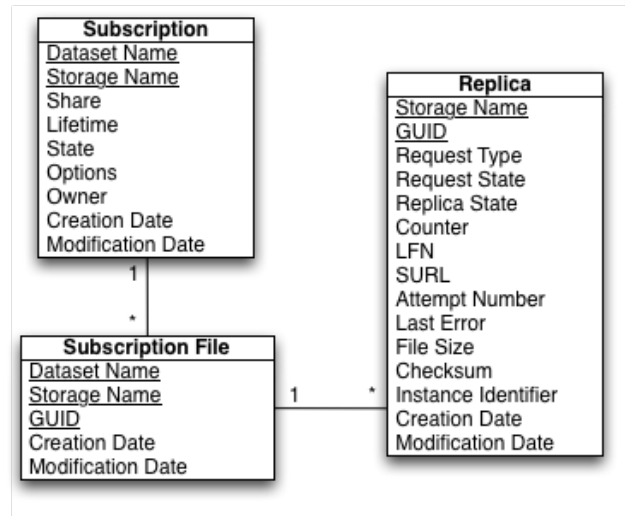 Subscription
Dataset Name
Storage Name
Share
Lifetime
State
Options
Owner
Creation Date
Modification Date
1
*
Subscription File
Dataset Name
Storage Name
GUID
Creation Date
Modification Date
1
*
Replica
Storage Name
GUID
Request Type
Request State
Replica State
Counter
LFN
SURL
Attempt Number
Last Error
File Size
Checksum
Instance Identifier
Creation Date
Modification Date